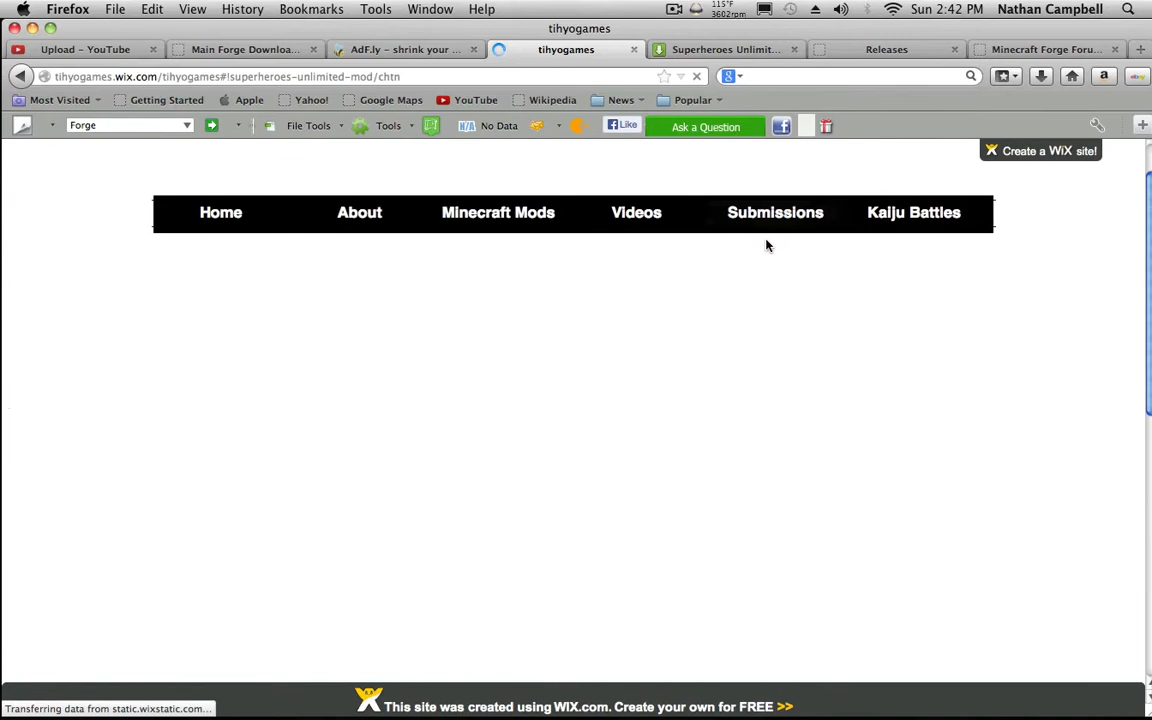 Firefox File Edit View History Bookmarks Tools Window Help 115°F 3602rpm Sun 2:42 PM Nathan Campbell
tihyogames
Upload – YouTube Main Forge Downloa... AdF.ly – shrink your ... tihyogames Superheroes Unlimit... Releases Minecraft Forge Foru...
tihyogames.wix.com/tihyogames#!superheroes-unlimited-mod/chtn
Most Visited Getting Started Apple Yahoo! Google Maps YouTube Wikipedia News Popular
Forge File Tools Tools No Data Like Ask a Question
Create a WiX site!
Home About Minecraft Mods Videos Submissions Kaiju Battles
This site was created using WIX.com. Create your own for FREE >>
Transferring data from static.wixstatic.com...